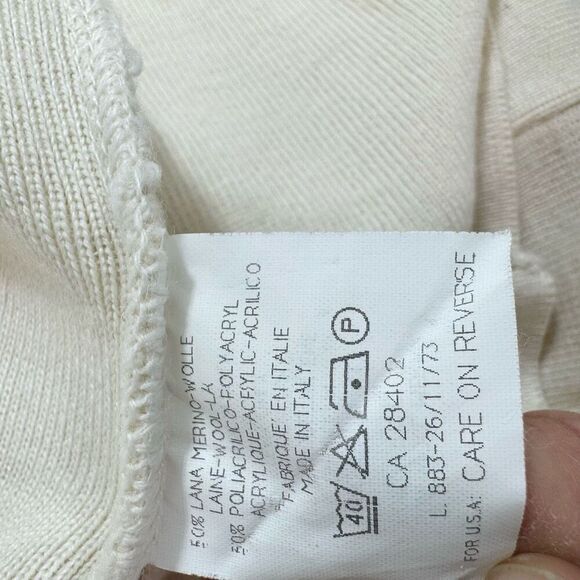 50% LANA MERINO-WOLLE
LAINE-WOOL-LA
50% POLIACRILICO-POLYACRYL
ACRYLIQUE-ACRYLIC-ACRILICO
FABRIQUE' EN ITALIE
MADE IN ITALY
40 P
CA 28402
L. 883-26/11/73
FOR U.S.A: CARE ON REVERSE